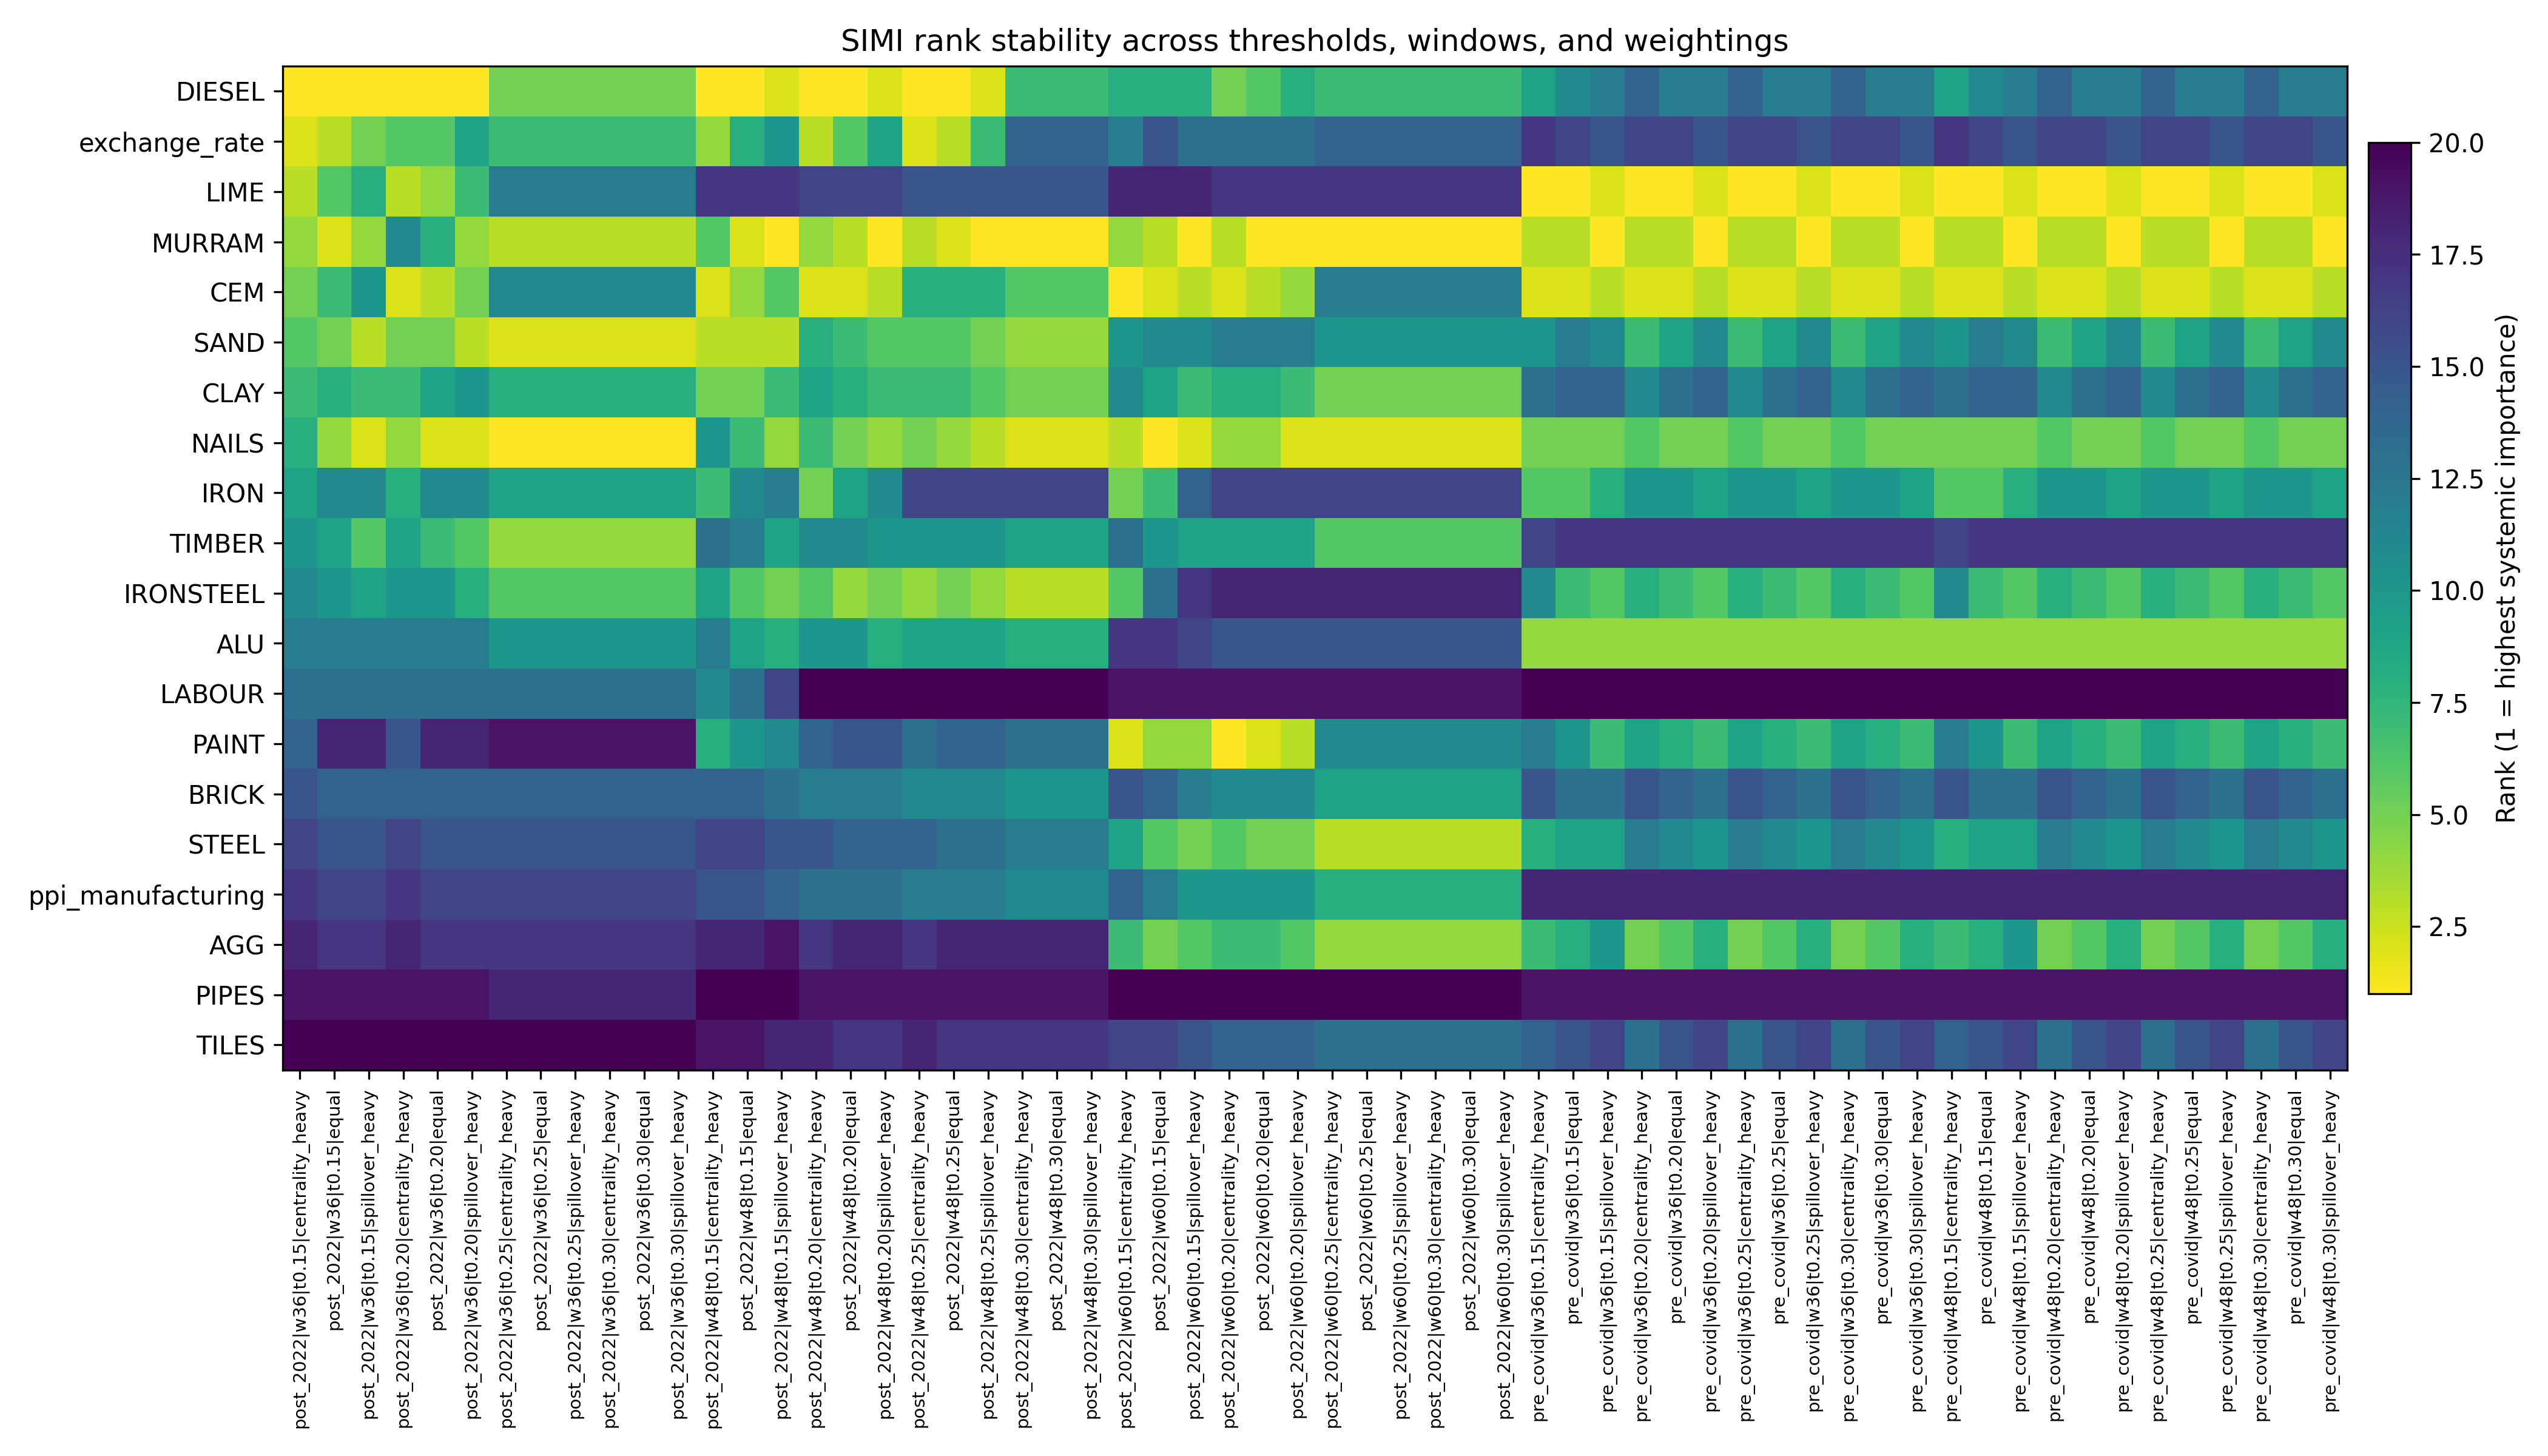 SIMI rank stability across thresholds, windows, and weightings
DIESEL
exchange_rate
LIME
MURRAM
CEM
SAND
CLAY
NAILS
IRON
TIMBER
IRONSTEEL
ALU
LABOUR
PAINT
BRICK
STEEL
ppi_manufacturing
AGG
PIPES
TILES
post_2022|w36|t0.15|centrality_heavy
post_2022|w36|t0.15|equal
post_2022|w36|t0.15|spillover_heavy
post_2022|w36|t0.20|centrality_heavy
post_2022|w36|t0.20|equal
post_2022|w36|t0.20|spillover_heavy
post_2022|w36|t0.25|centrality_heavy
post_2022|w36|t0.25|equal
post_2022|w36|t0.25|spillover_heavy
post_2022|w36|t0.30|centrality_heavy
post_2022|w36|t0.30|equal
post_2022|w36|t0.30|spillover_heavy
post_2022|w48|t0.15|centrality_heavy
post_2022|w48|t0.15|equal
post_2022|w48|t0.15|spillover_heavy
post_2022|w48|t0.20|centrality_heavy
post_2022|w48|t0.20|equal
post_2022|w48|t0.20|spillover_heavy
post_2022|w48|t0.25|centrality_heavy
post_2022|w48|t0.25|equal
post_2022|w48|t0.25|spillover_heavy
post_2022|w48|t0.30|centrality_heavy
post_2022|w48|t0.30|equal
post_2022|w48|t0.30|spillover_heavy
post_2022|w60|t0.15|centrality_heavy
post_2022|w60|t0.15|equal
post_2022|w60|t0.15|spillover_heavy
post_2022|w60|t0.20|centrality_heavy
post_2022|w60|t0.20|equal
post_2022|w60|t0.20|spillover_heavy
post_2022|w60|t0.25|centrality_heavy
post_2022|w60|t0.25|equal
post_2022|w60|t0.25|spillover_heavy
post_2022|w60|t0.30|centrality_heavy
post_2022|w60|t0.30|equal
post_2022|w60|t0.30|spillover_heavy
pre_covid|w36|t0.15|centrality_heavy
pre_covid|w36|t0.15|equal
pre_covid|w36|t0.15|spillover_heavy
pre_covid|w36|t0.20|centrality_heavy
pre_covid|w36|t0.20|equal
pre_covid|w36|t0.20|spillover_heavy
pre_covid|w36|t0.25|centrality_heavy
pre_covid|w36|t0.25|equal
pre_covid|w36|t0.25|spillover_heavy
pre_covid|w36|t0.30|centrality_heavy
pre_covid|w36|t0.30|equal
pre_covid|w36|t0.30|spillover_heavy
pre_covid|w48|t0.15|centrality_heavy
pre_covid|w48|t0.15|equal
pre_covid|w48|t0.15|spillover_heavy
pre_covid|w48|t0.20|centrality_heavy
pre_covid|w48|t0.20|equal
pre_covid|w48|t0.20|spillover_heavy
pre_covid|w48|t0.25|centrality_heavy
pre_covid|w48|t0.25|equal
pre_covid|w48|t0.25|spillover_heavy
pre_covid|w48|t0.30|centrality_heavy
pre_covid|w48|t0.30|equal
pre_covid|w48|t0.30|spillover_heavy
20.0
17.5
15.0
12.5
10.0
7.5
5.0
2.5
Rank (1 = highest systemic importance)